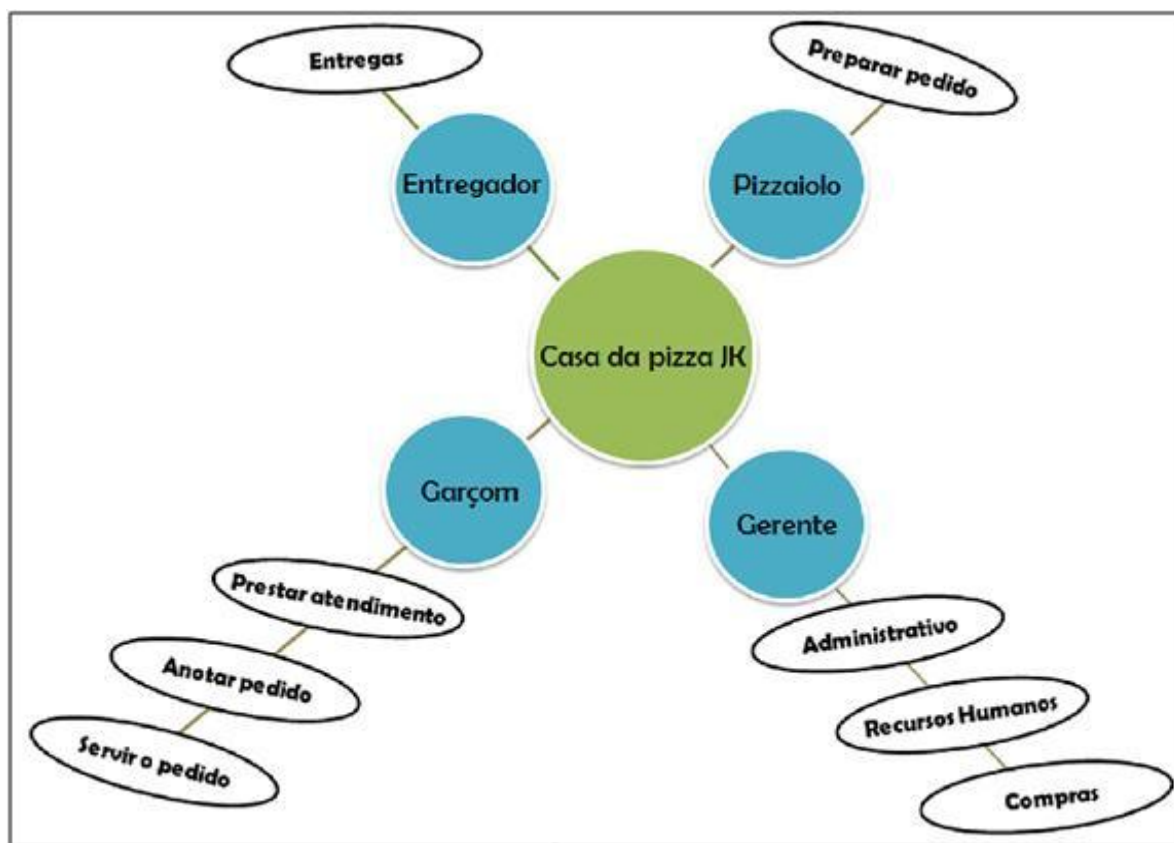 Entregas
Preparar pedido
Entregador
Pizzaiolo
Casa da pizza JK
Garçom
Gerente
Prestar atendimento
Anotar pedido
Servir o pedido
Administrativo
Recursos Humanos
Compras